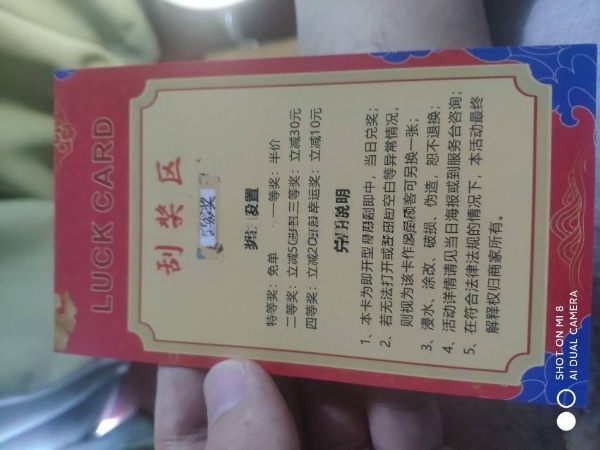 LUCK CARD
刮奖区
奖设置
特等奖：免单 一等奖：半价
二等奖：立减50 三等奖：立减30元
四等奖：立减20 幸运奖：立减10元
兑 说明
1、本卡为即开型 即刮即中，当日兑奖；
2、若无法打开或 空白等异常情况，
则视为该卡作废 顾客可另换一张；
3、浸水、涂改、破损、伪造，恕不退换；
4、活动详情请见当日海报或到服务台咨询；
5、在符合法律法规的情况下，本活动最终
解释权归商家所有。
SHOT ON MI 8
AI DUAL CAMERA